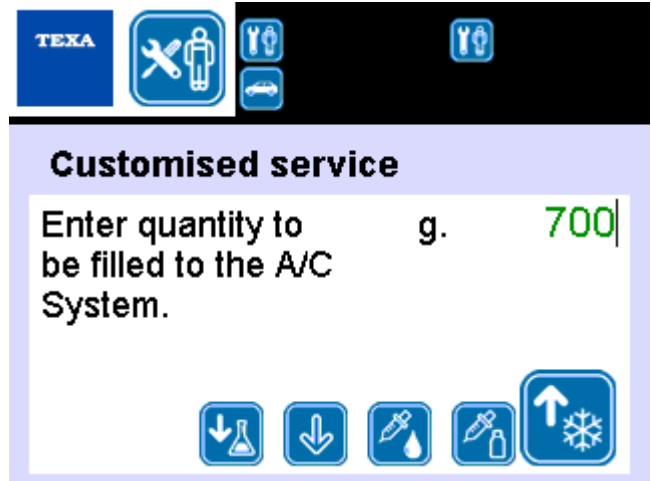 TEXA
Customised service
Enter quantity to g. 700
be filled to the A/C
System.